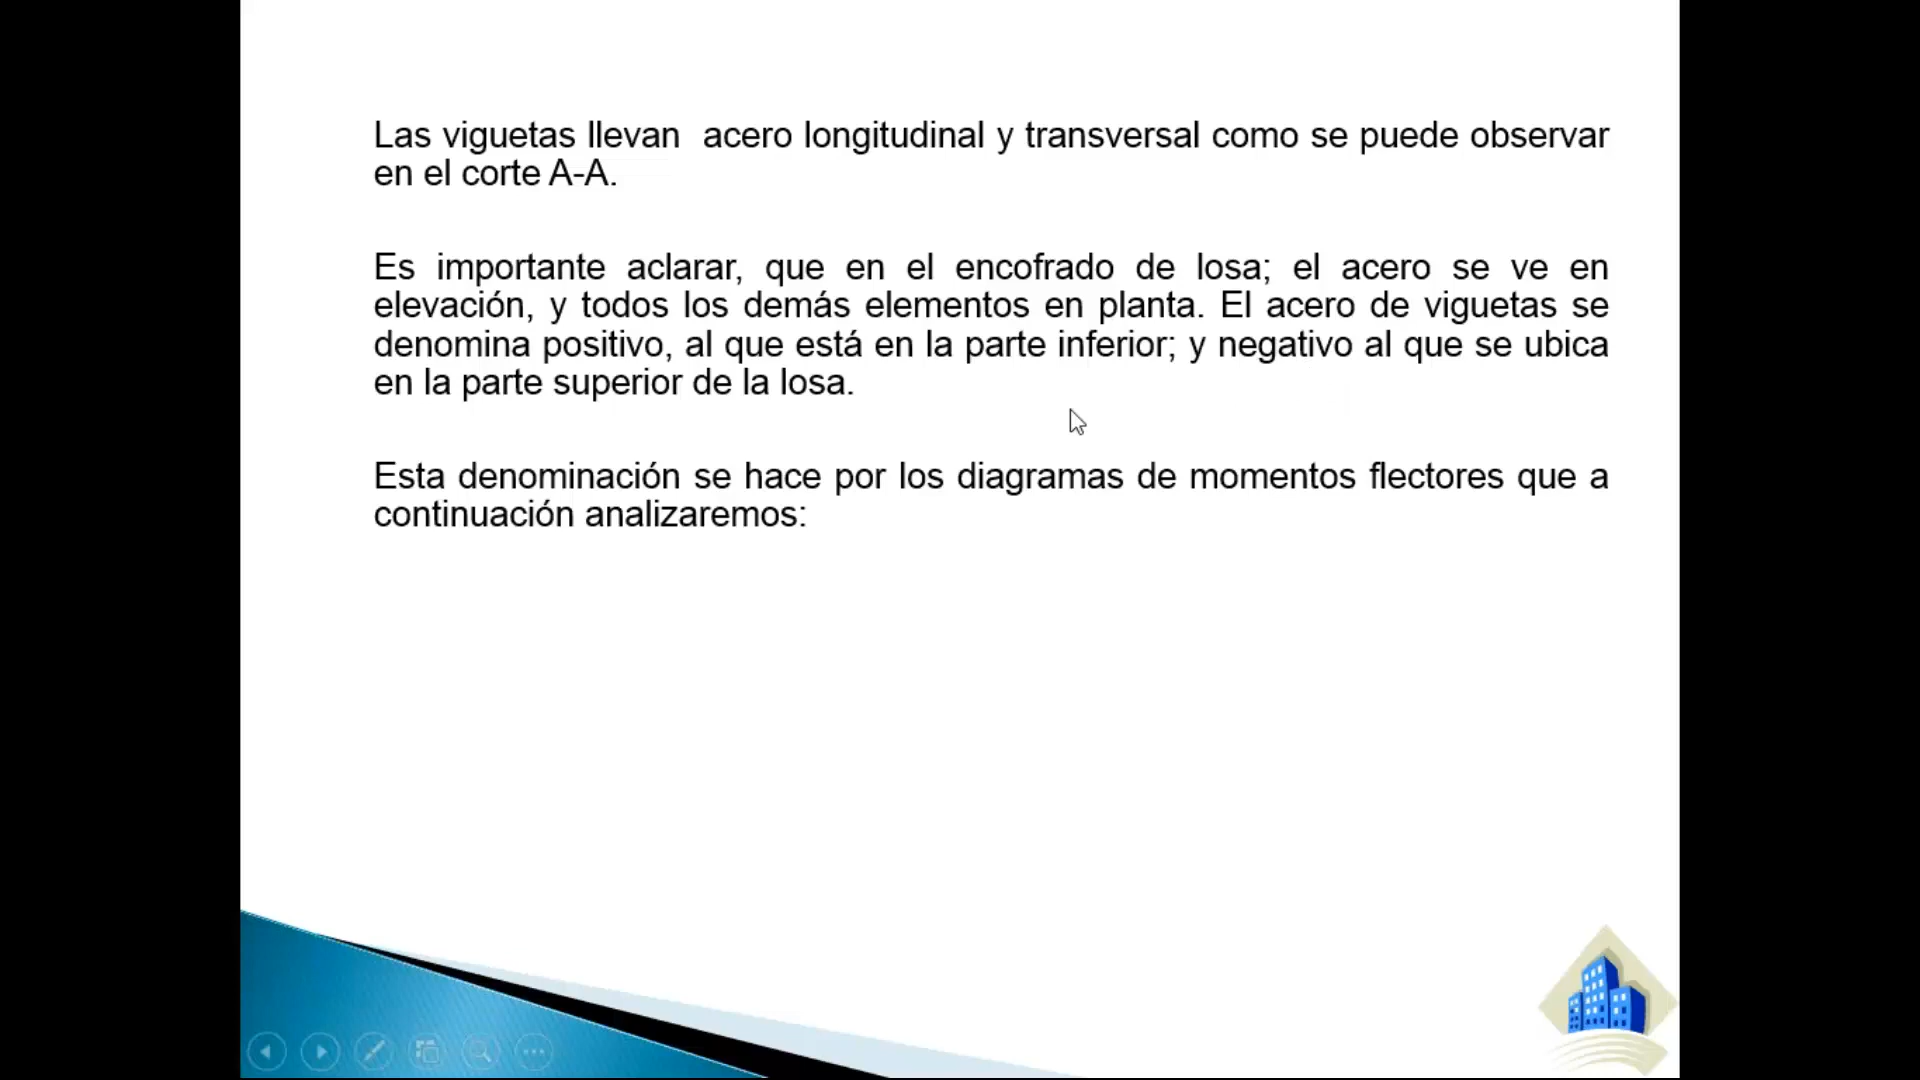 Las viguetas llevan  acero longitudinal y transversal como se puede observar
en el corte A-A.
Es importante aclarar, que en el encofrado de losa; el acero se ve en
elevación, y todos los demás elementos en planta. El acero de viguetas se
denomina positivo, al que está en la parte inferior; y negativo al que se ubica
en la parte superior de la losa.
Esta denominación se hace por los diagramas de momentos flectores que a
continuación analizaremos: